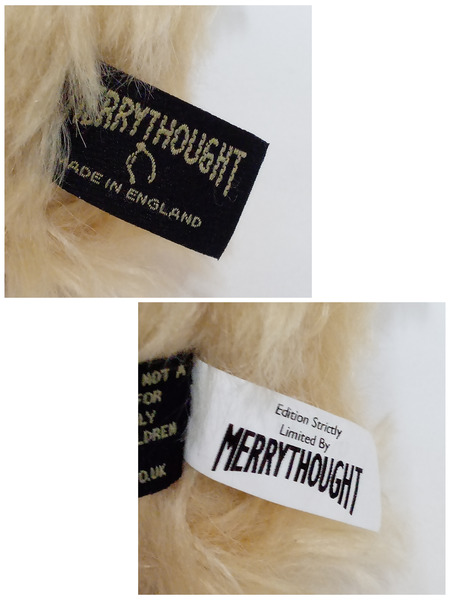 MERRYTHOUGHT
MADE IN ENGLAND
NOT A
FOR
LY
LDREN
O.UK
Edition Strictly
Limited By
MERRYTHOUGHT